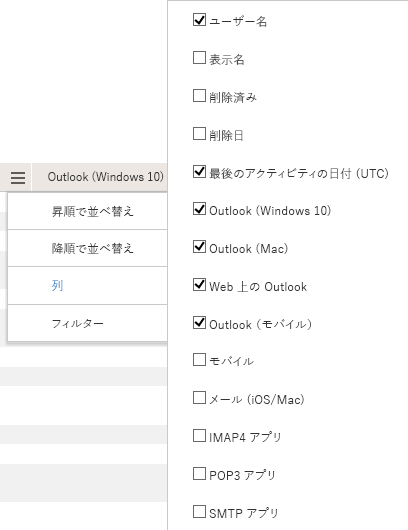 Outlook (Windows 10)
昇順で並べ替え
降順で並べ替え
列
フィルター
ユーザー名
表示名
削除済み
削除日
最後のアクティビティの日付 (UTC)
Outlook (Windows 10)
Outlook (Mac)
Web 上の Outlook
Outlook (モバイル)
モバイル
メール (iOS/Mac)
IMAP4 アプリ
POP3 アプリ
SMTP アプリ